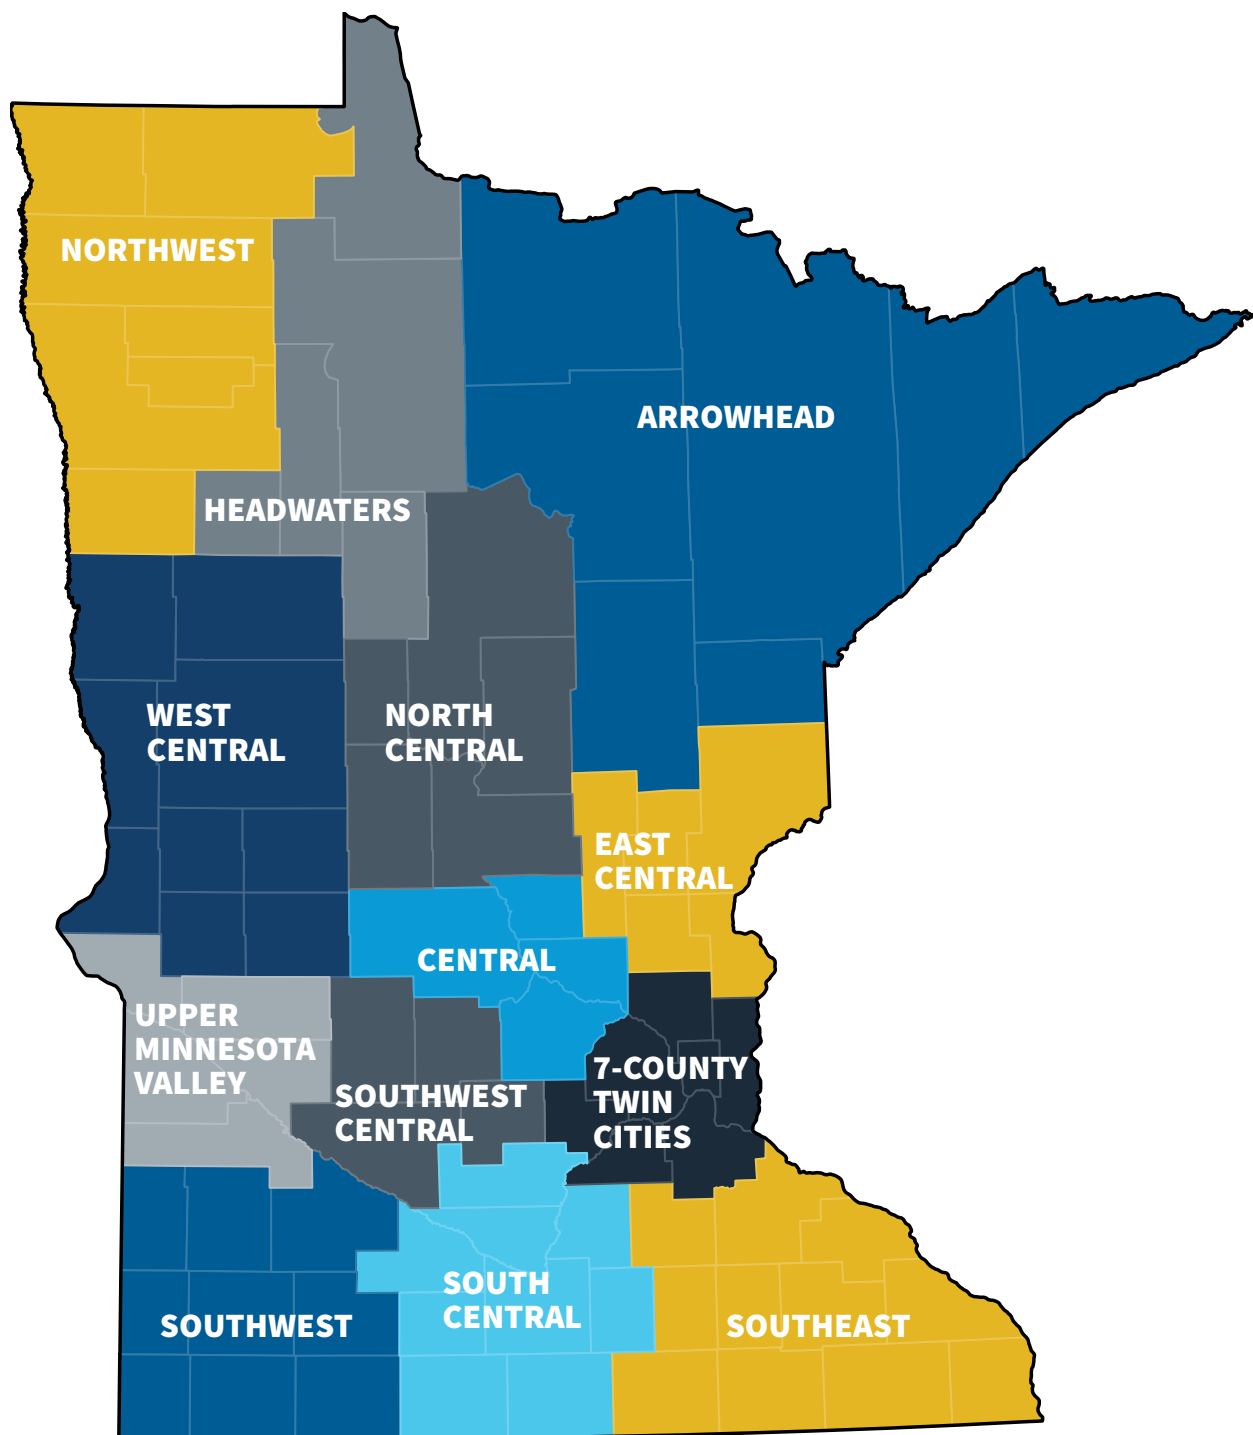 NORTHWEST
ARROWHEAD
HEADWATERS
WEST
CENTRAL
NORTH
CENTRAL
EAST
CENTRAL
CENTRAL
UPPER
MINNESOTA
VALLEY
SOUTHWEST
CENTRAL
7-COUNTY
TWIN
CITIES
SOUTHWEST
SOUTH
CENTRAL
SOUTHEAST